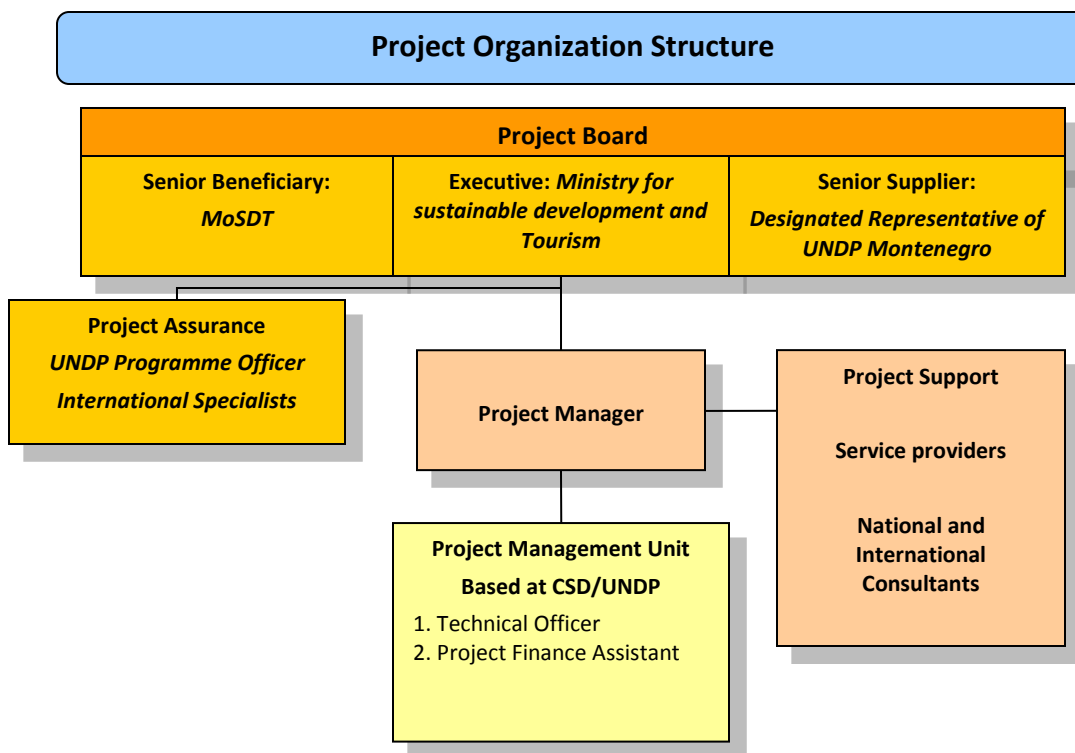 Project Organization Structure
Project Board
Senior Beneficiary:
MoSDT
Executive: Ministry for
sustainable development and
Tourism
Senior Supplier:
Designated Representative of
UNDP Montenegro
Project Assurance
UNDP Programme Officer
International Specialists
Project Manager
Project Support
Service providers
National and
International
Consultants
Project Management Unit
Based at CSD/UNDP
1. Technical Officer
2. Project Finance Assistant